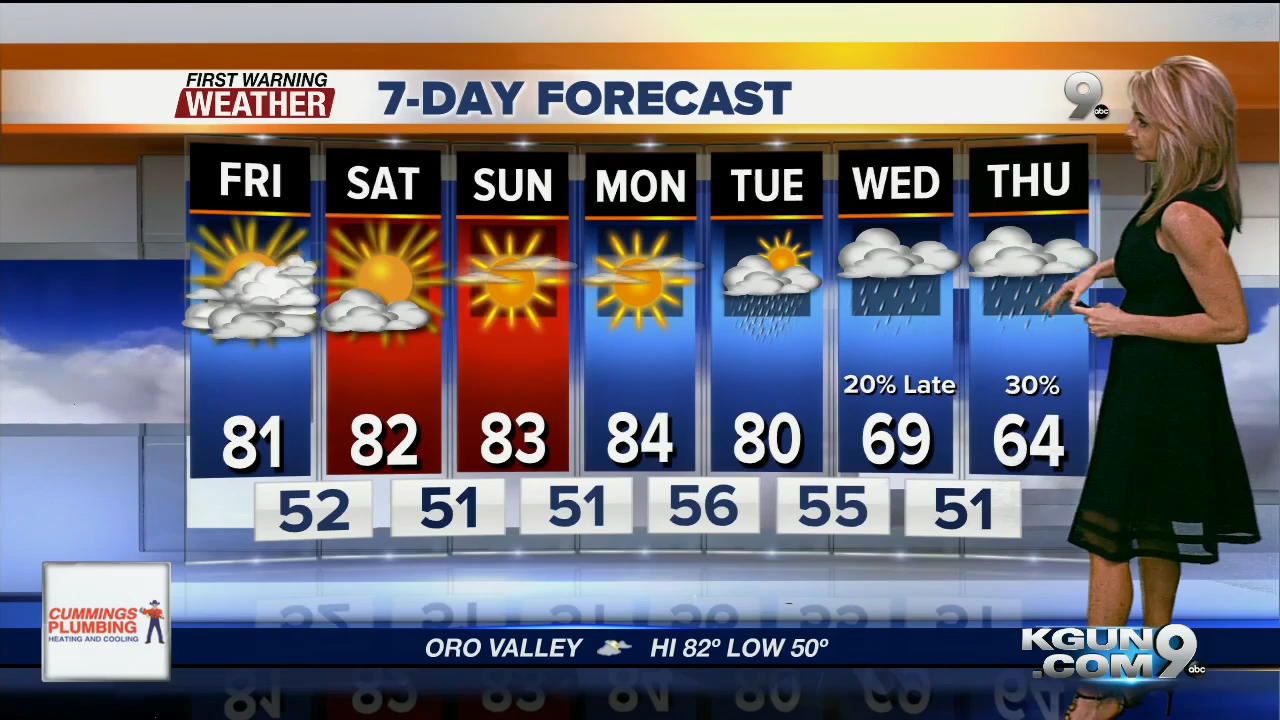 FIRST WARNING
WEATHER
7-DAY FORECAST
9
abc
FRI SAT SUN MON TUE WED THU
20% Late 30%
81 82 83 84 80 69 64
52 51 51 56 55 51
CUMMINGS
PLUMBING
HEATING AND COOLING
ORO VALLEY HI 82º LOW 50º
KGUN9
.COM
abc